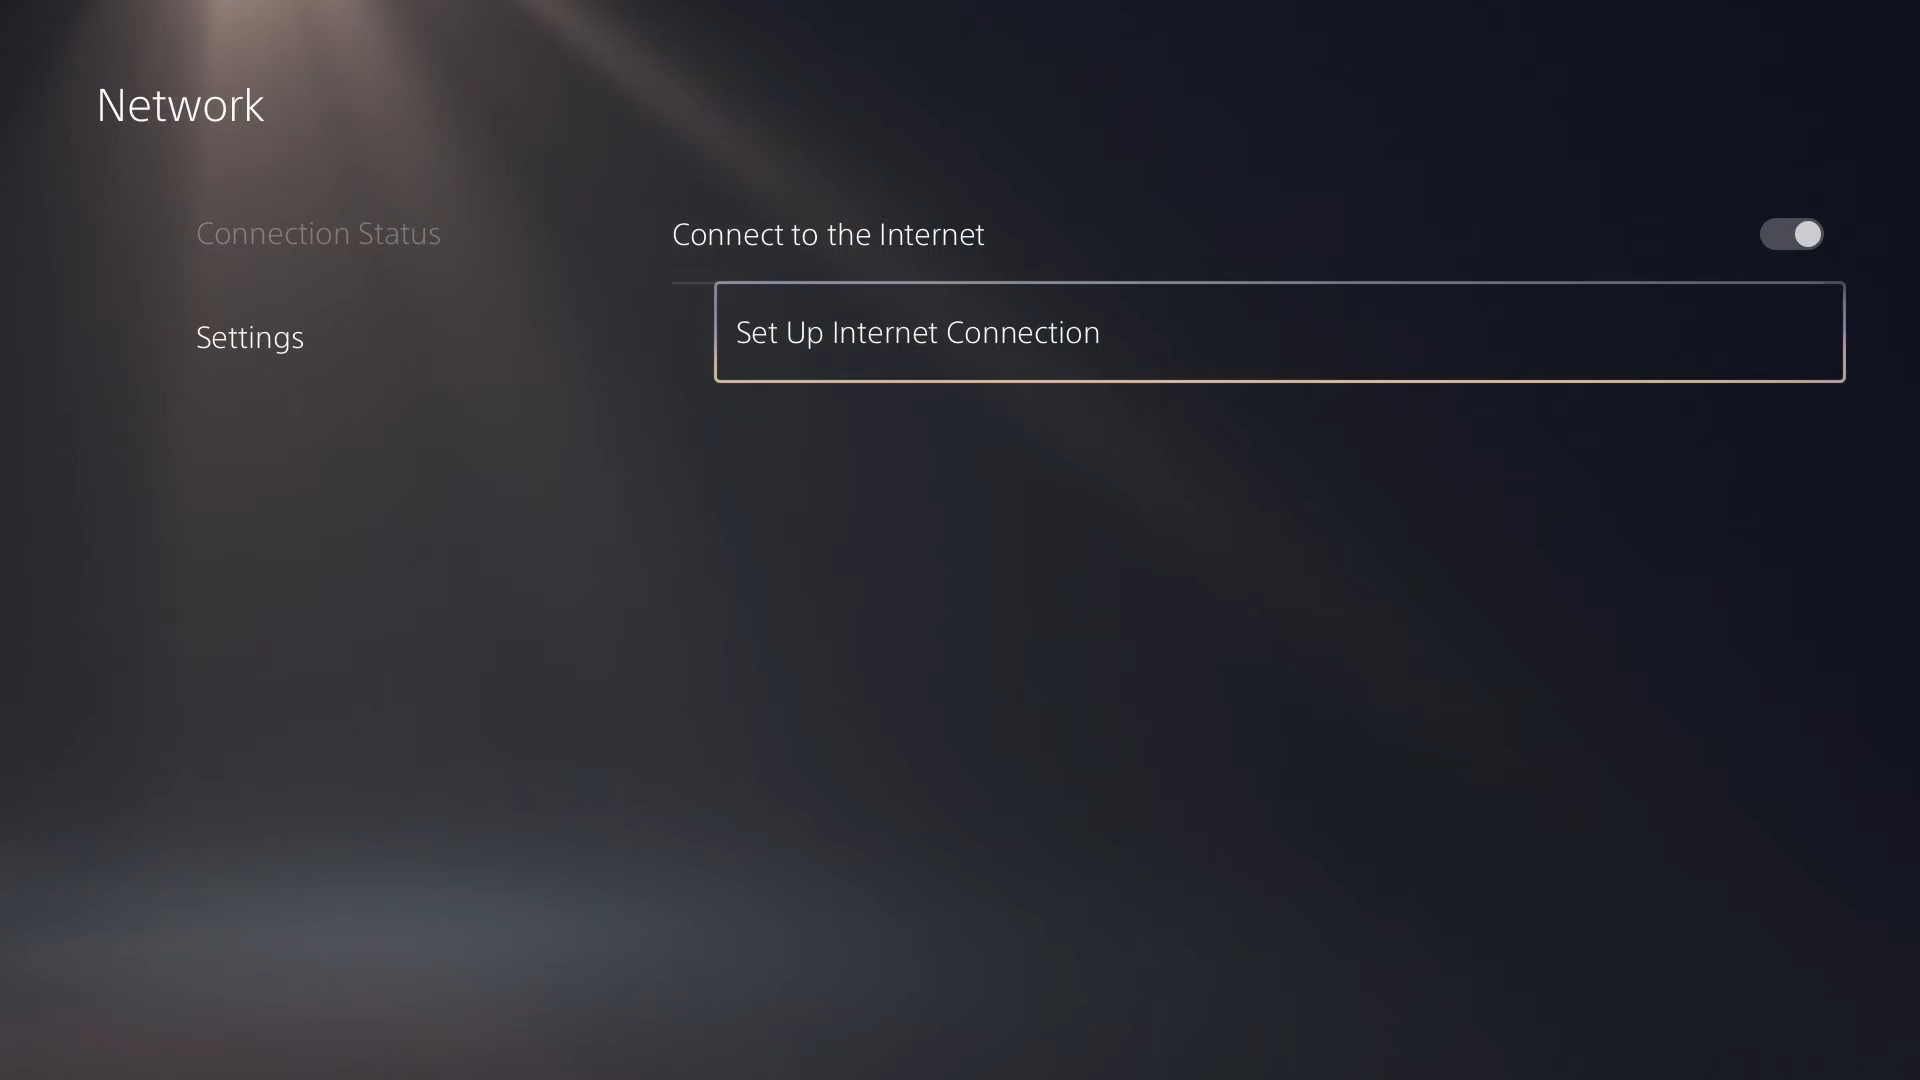 Network
Connection Status
Connect to the Internet
Settings
Set Up Internet Connection